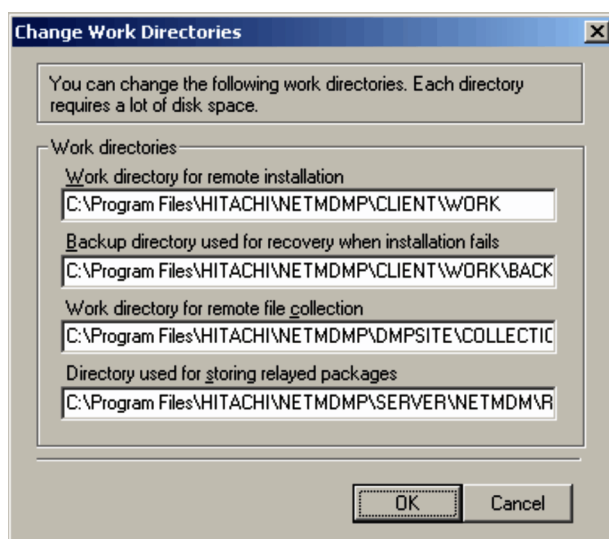 Change Work Directories
You can change the following work directories. Each directory
requires a lot of disk space.
Work directories
Work directory for remote installation
C:\Program Files\HITACHI\NETMDMP\CLIENT\WORK
Backup directory used for recovery when installation fails
C:\Program Files\HITACHI\NETMDMP\CLIENT\WORK\BACK
Work directory for remote file collection
C:\Program Files\HITACHI\NETMDMP\DMPSITE\COLLECTIO
Directory used for storing relayed packages
C:\Program Files\HITACHI\NETMDMP\SERVER\NETMDM\R
OK
Cancel